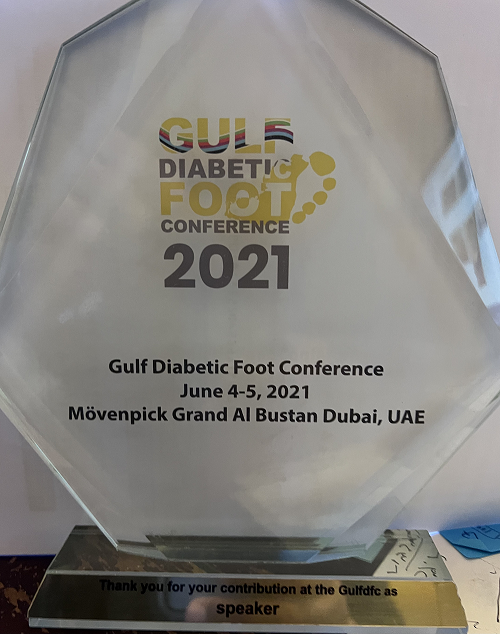 GULF
DIABETIC
FOOT
CONFERENCE
2021
Gulf Diabetic Foot Conference
June 4-5, 2021
Mövenpick Grand Al Bustan Dubai, UAE
Thank you for your contribution at the Gulfdfc as
speaker